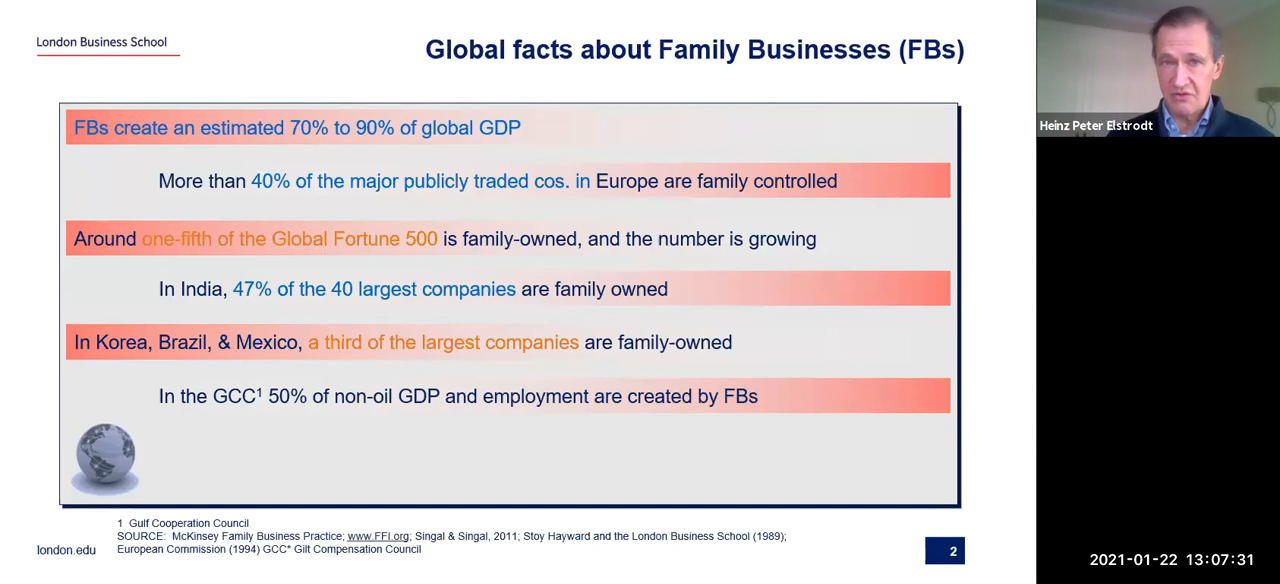 London Business School
Global facts about Family Businesses (FBs)
FBs create an estimated 70% to 90% of global GDP
More than 40% of the major publicly traded cos. in Europe are family controlled
Around one-fifth of the Global Fortune 500 is family-owned, and the number is growing
In India, 47% of the 40 largest companies are family owned
In Korea, Brazil, & Mexico, a third of the largest companies are family-owned
In the GCC¹ 50% of non-oil GDP and employment are created by FBs
1 Gulf Cooperation Council
SOURCE: McKinsey Family Business Practice; www.FFI.org; Singal & Singal, 2011; Stoy Hayward and the London Business School (1989);
European Commission (1994) GCC* Gilt Compensation Council
london.edu
2
Heinz Peter Elstrodt
2021-01-22 13:07:31